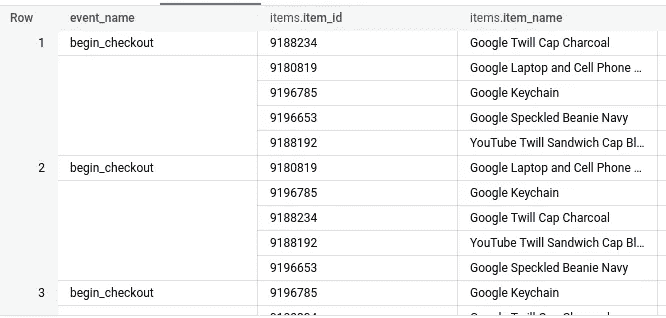 Row event_name items.item_id items.item_name
1 begin_checkout 9188234 Google Twill Cap Charcoal
9180819 Google Laptop and Cell Phone ...
9196785 Google Keychain
9196653 Google Speckled Beanie Navy
9188192 YouTube Twill Sandwich Cap Bl...
2 begin_checkout 9180819 Google Laptop and Cell Phone ...
9196785 Google Keychain
9188234 Google Twill Cap Charcoal
9188192 YouTube Twill Sandwich Cap Bl...
9196653 Google Speckled Beanie Navy
3 begin_checkout 9196785 Google Keychain